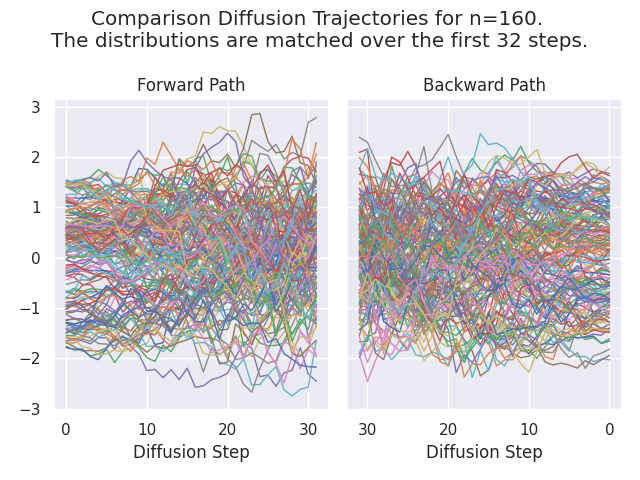 Comparison Diffusion Trajectories for n=160.
The distributions are matched over the first 32 steps.
Forward Path
Backward Path
3
2
1
0
−1
−2
−3
0 10 20 30
30 20 10 0
Diffusion Step
Diffusion Step